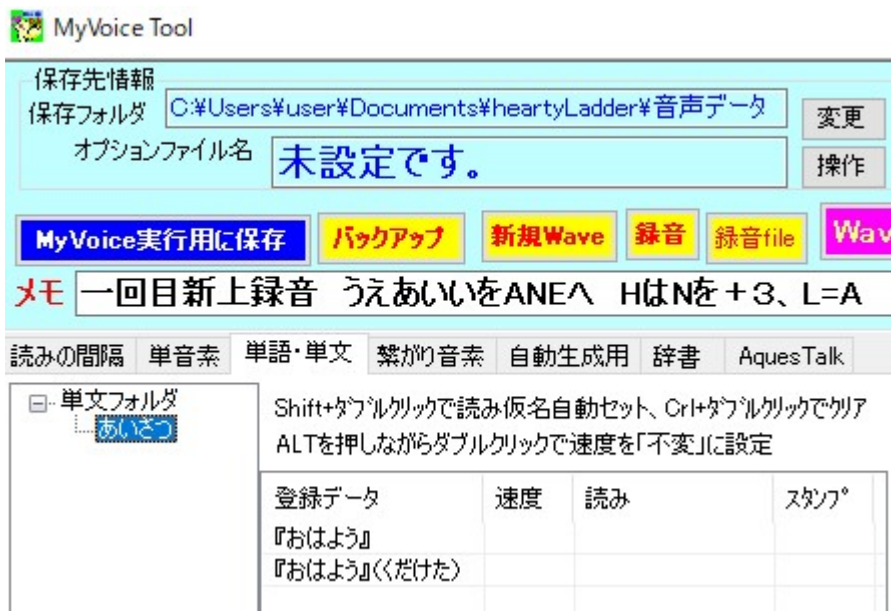 MyVoice Tool
保存先情報
保存フォルダ C:¥Users¥user¥Documents¥heartyLadder¥音声データ 変更
オプションファイル名 未設定です。 操作
MyVoice実行用に保存 バックアップ 新規Wave 録音 録音file Wav
メモ 一回目新上録音 うえあいいをANEへ HはNを+3、L=A
読みの間隔 単音素 単語・単文 繋がり音素 自動生成用 辞書 AquesTalk
単文フォルダ
あいさつ
Shift+ダブルクリックで読み仮名自動セット、Crl+ダブルクリックでクリア
ALTを押しながらダブルクリックで速度を「不変」に設定
登録データ 速度 読み スタンプ
『おはよう』
『おはよう』(くだけた)